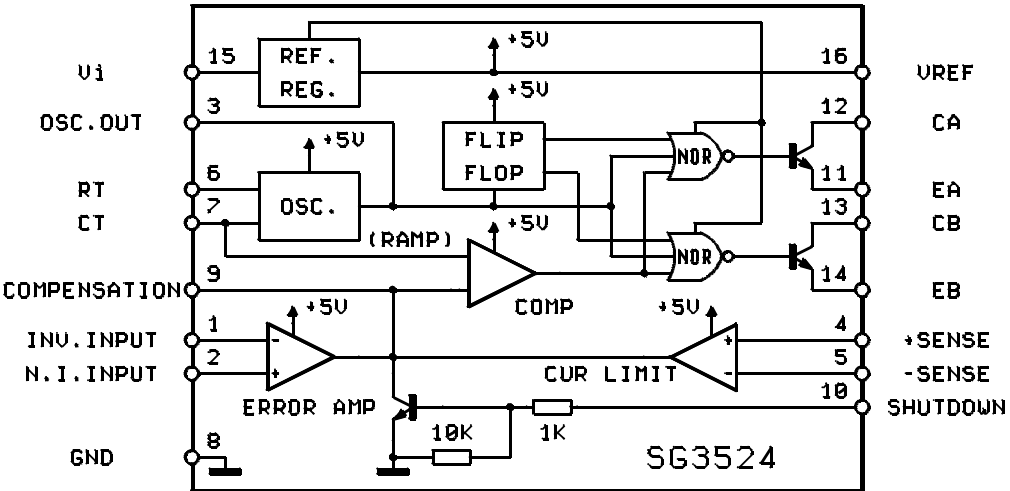 +5V
15 REF. 16
Vi VREF
REG.
+5V
3 12
OSC.OUT CA
+5V FLIP
NOR
6 FLOP 11
RT EA
7 OSC. 13
CT CB
(RAMP) +5V
NOR
9 14
COMPENSATION EB
+5V COMP +5V
1 4
INV.INPUT - + +SENSE
2 5
N.I.INPUT + CUR LIMIT - -SENSE
10
ERROR AMP SHUTDOWN
10K 1K
8
GND SG3524